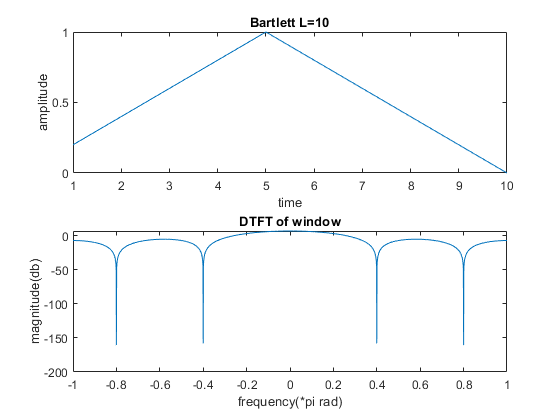 Bartlett L=10
1
0.5
0
amplitude
1 2 3 4 5 6 7 8 9 10
time
DTFT of window
0
-50
-100
-150
-200
magnitude(db)
-1 -0.8 -0.6 -0.4 -0.2 0 0.2 0.4 0.6 0.8 1
frequency(*pi rad)